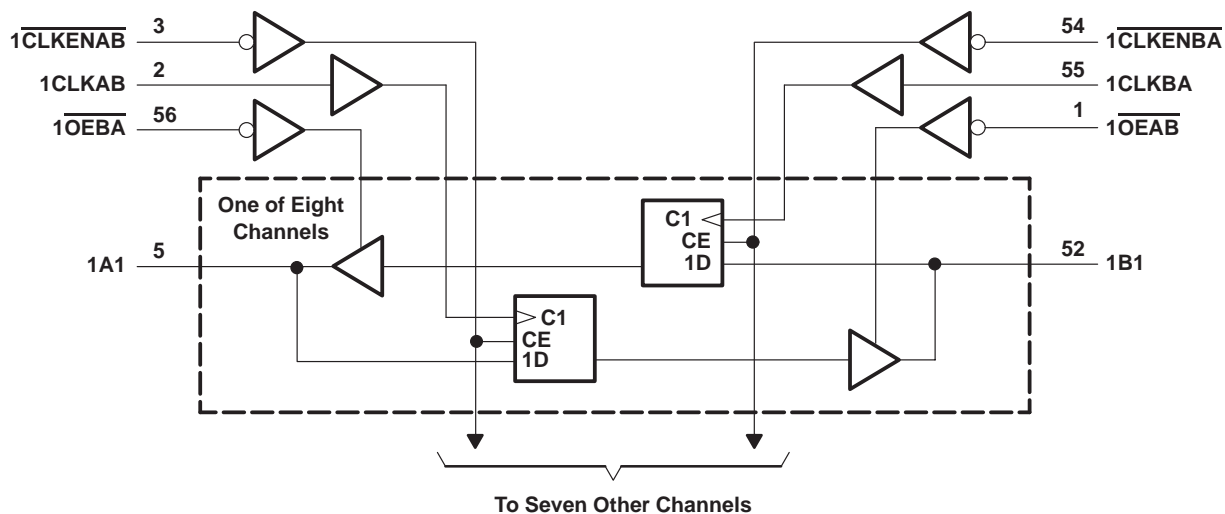 1CLKENAB 3
54 1CLKENBA
1CLKAB 2
55 1CLKBA
1OEBA 56
1 1OEAB
One of Eight
Channels
C1
CE
1D
1A1 5
52 1B1
C1
CE
1D
To Seven Other Channels